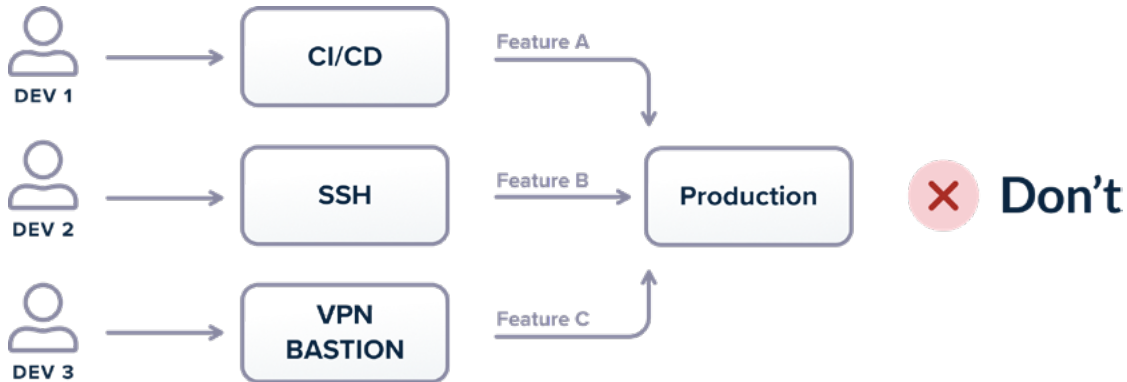 DEV 1
CI/CD
Feature A
DEV 2
SSH
Feature B
Production
Don't
DEV 3
VPN
BASTION
Feature C